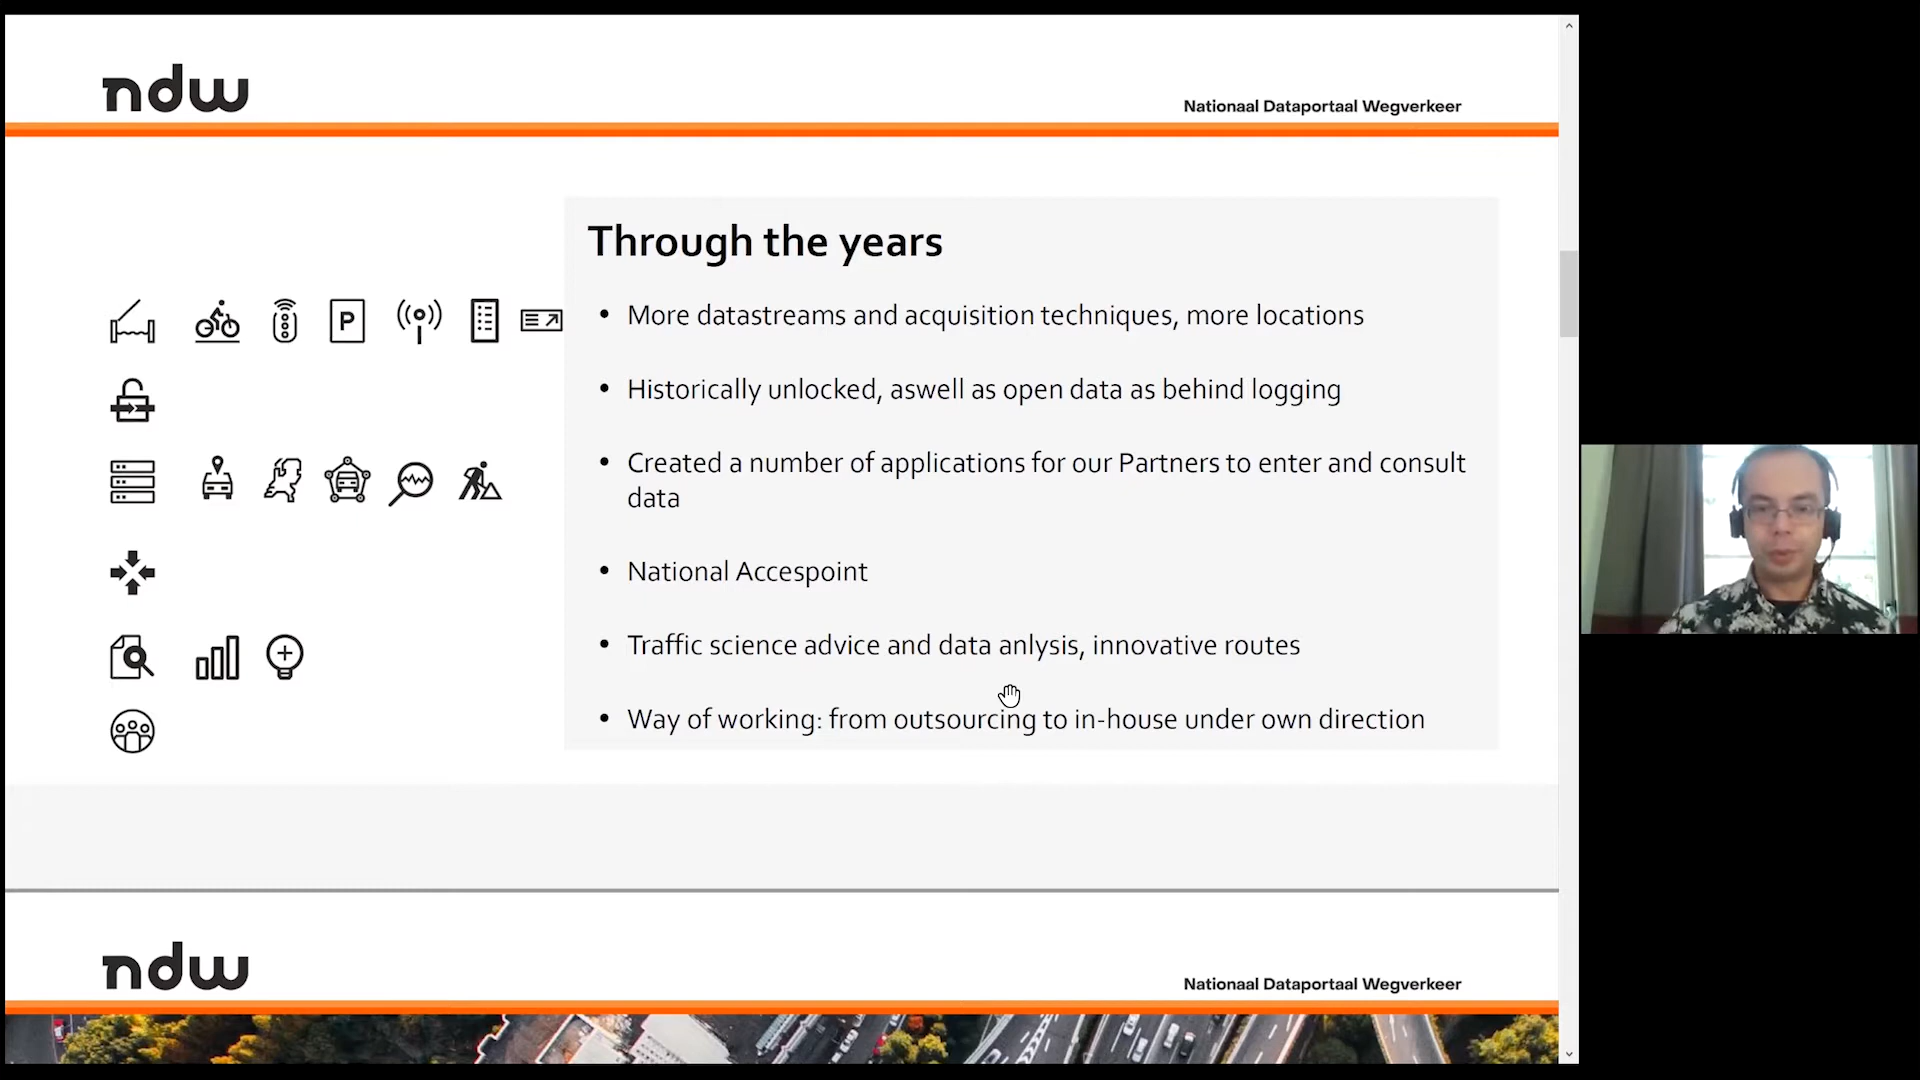 ndw
Nationaal Dataportaal Wegverkeer
Through the years
P
• More datastreams and acquisition techniques, more locations
• Historically unlocked, aswell as open data as behind logging
• Created a number of applications for our Partners to enter and consult
data
• National Accespoint
• Traffic science advice and data anlysis, innovative routes
• Way of working: from outsourcing to in-house under own direction
ndw
Nationaal Dataportaal Wegverkeer